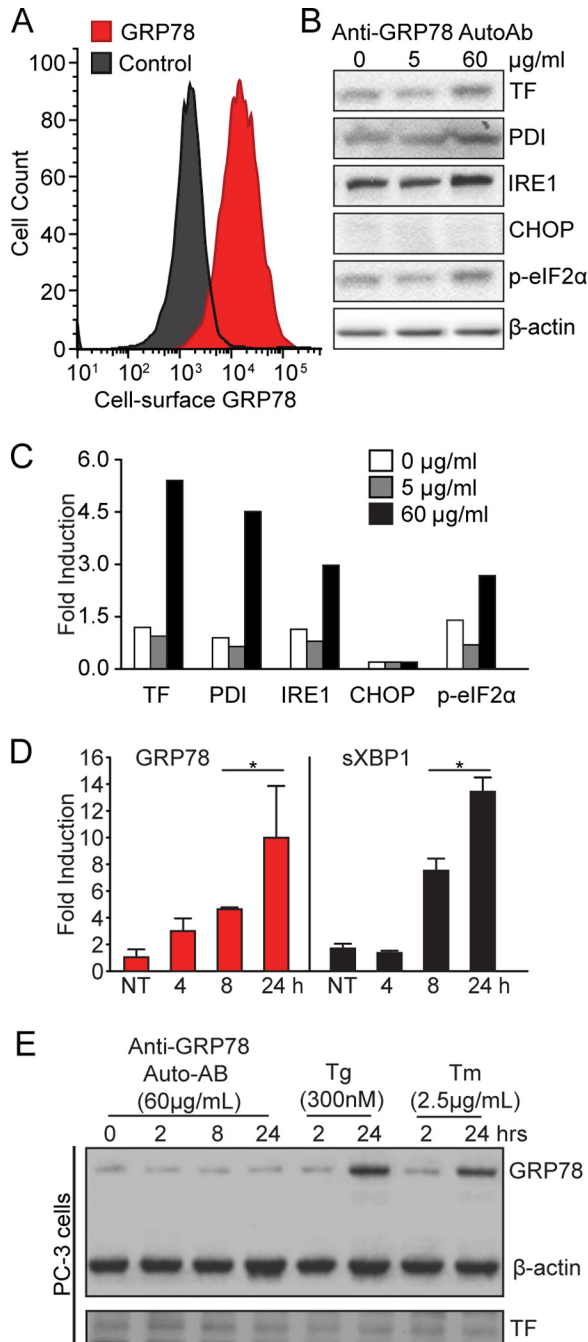 A
GRP78
Control
100
80
60
40
20
0
Cell Count
10¹ 10² 10³ 10⁴ 10⁵
Cell-surface GRP78
B
Anti-GRP78 AutoAb
0 5 60 µg/ml
TF
PDI
IRE1
CHOP
p-eIF2α
β-actin
C
6.0
4.5
3.0
1.5
0.0
Fold Induction
0 µg/ml
5 µg/ml
60 µg/ml
TF PDI IRE1 CHOP p-eIF2α
D
16
14
12
10
8
6
4
2
0
Fold Induction
GRP78
*
sXBP1
*
NT 4 8 24 h NT 4 8 24 h
E
Anti-GRP78
Auto-AB
(60µg/mL)
Tg
(300nM)
Tm
(2.5µg/mL)
0 2 8 24 2 24 2 24 hrs
GRP78
β-actin
TF
PC-3 cells